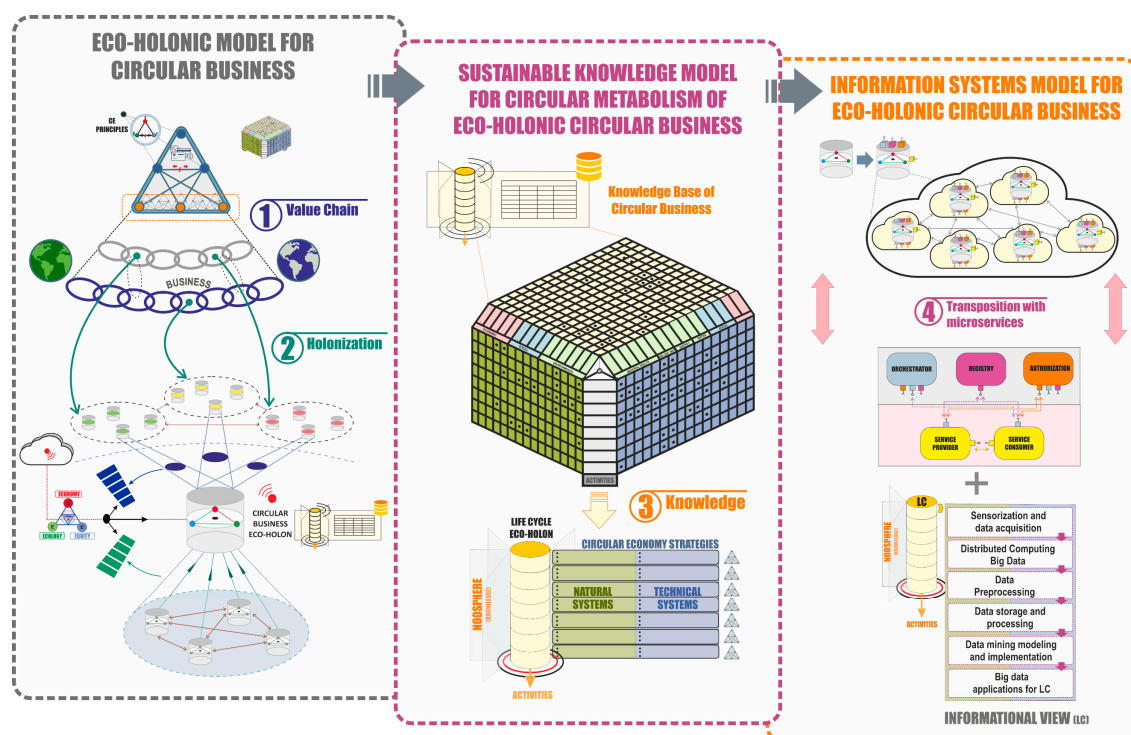 ECO-HOLONIC MODEL FOR
CIRCULAR BUSINESS
CE
PRINCIPLES
1 Value Chain
BUSINESS
2 Holonization
ECONOMY
E
E
ECOLOGY
EQUITY
CIRCULAR
BUSINESS
ECO-HOLON
SUSTAINABLE KNOWLEDGE MODEL
FOR CIRCULAR METABOLISM OF
ECO-HOLONIC CIRCULAR BUSINESS
Knowledge Base of
Circular Business
ACTIVITIES
3 Knowledge
LIFE CYCLE
ECO-HOLON
CIRCULAR ECONOMY STRATEGIES
NOOSPHERE
NATURAL
SYSTEMS
TECHNICAL
SYSTEMS
ACTIVITIES
INFORMATION SYSTEMS MODEL FOR
ECO-HOLONIC CIRCULAR BUSINESS
4 Transposition with
microservices
ORCHESTRATOR
REGISTRY
AUTHORIZATION
SERVICE
PROVIDER
SERVICE
CONSUMER
LC
NOOSPHERE
ACTIVITIES
Sensorization and
data acquisition
Distributed Computing
Big Data
Data
Preprocessing
Data storage and
processing
Data mining modeling
and implementation
Big data
applications for LC
INFORMATIONAL VIEW (LC)